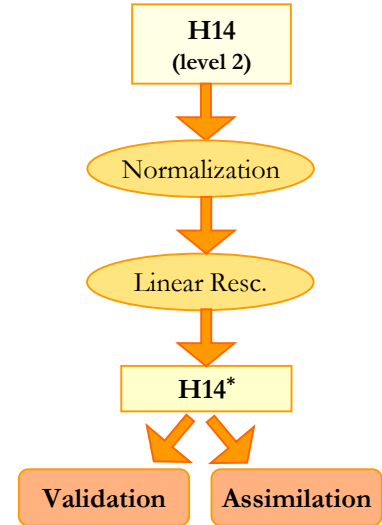 H14
(level 2)
Normalization
Linear Resc.
H14*
Validation
Assimilation